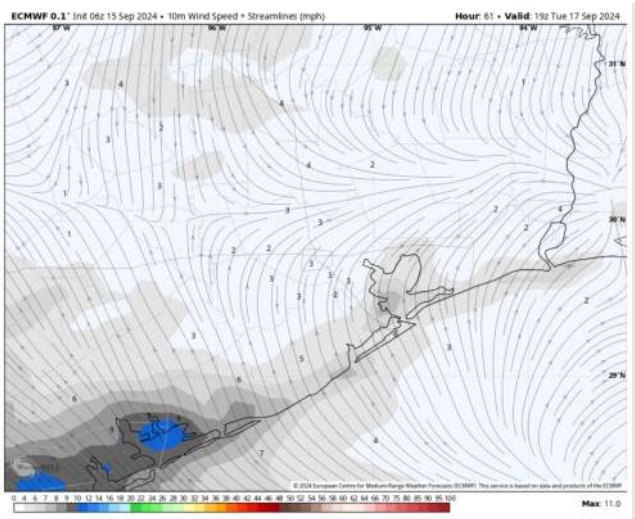 ECMWF 0.1° Init 06z 15 Sep 2024 • 10m Wind Speed + Streamlines (mph) Hour: 61 • Valid: 19z Tue 17 Sep 2024
97°W 96°W 95°W 94°W
31°N
3 4 1
4
2
3
4 2
3
1
3 2 4
30°N
3 2
1
2 2
3
3 3 3
3 2
2
3
3
5
29°N
6
6
4
7
© 2024 European Centre for Medium-Range Weather Forecasts (ECMWF). This service is based on data and products of the ECMWF
0 4 6 7 8 9 10 12 14 16 18 20 23 24 26 28 30 32 34 36 38 40 42 44 46 48 50 52 54 56 58 60 62 64 66 68 70 75 80 85 90 95 100
Max: 11.0